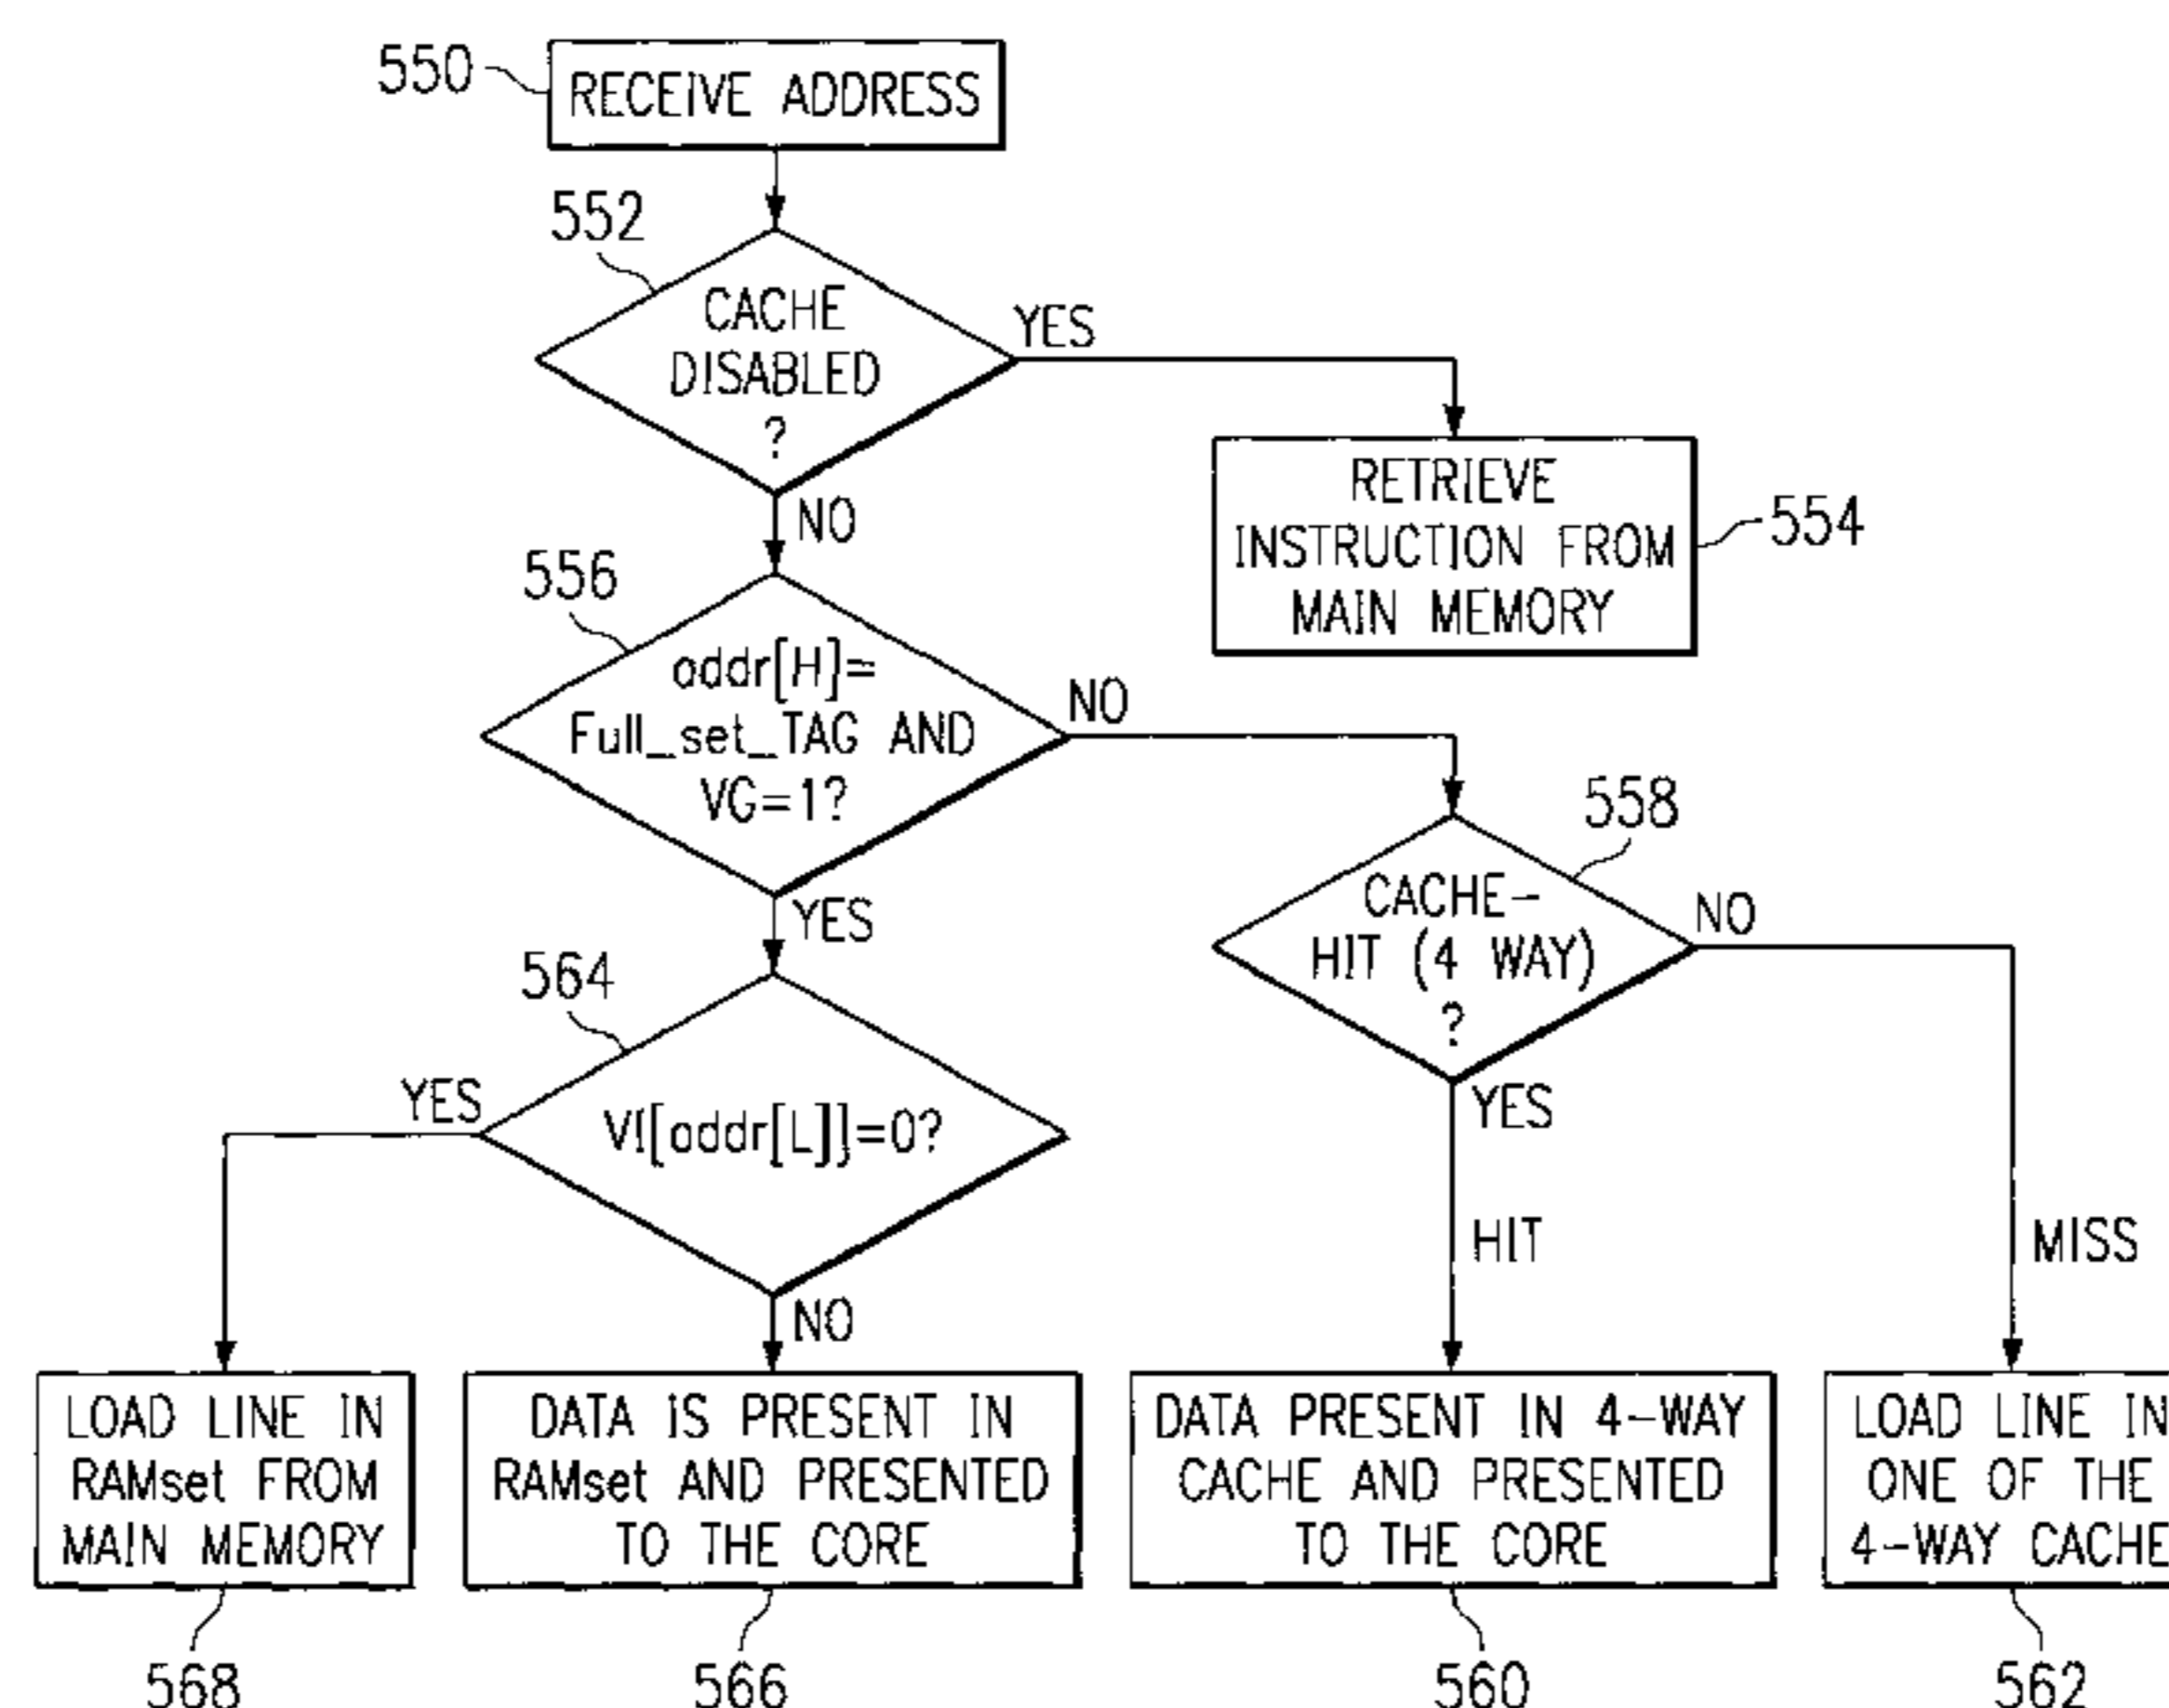 550
RECEIVE ADDRESS
552
CACHE
DISABLED
?
YES
NO
RETRIEVE
INSTRUCTION FROM
MAIN MEMORY
554
556
addr[H]=
Full_set_TAG AND
VG=1?
NO
YES
558
CACHE-
HIT (4 WAY)
?
NO
YES
HIT
MISS
564
VI[addr[L]]=0?
YES
NO
LOAD LINE IN
RAMset FROM
MAIN MEMORY
568
DATA IS PRESENT IN
RAMset AND PRESENTED
TO THE CORE
566
DATA PRESENT IN 4-WAY
CACHE AND PRESENTED
TO THE CORE
560
LOAD LINE IN
ONE OF THE
4-WAY CACHE
562